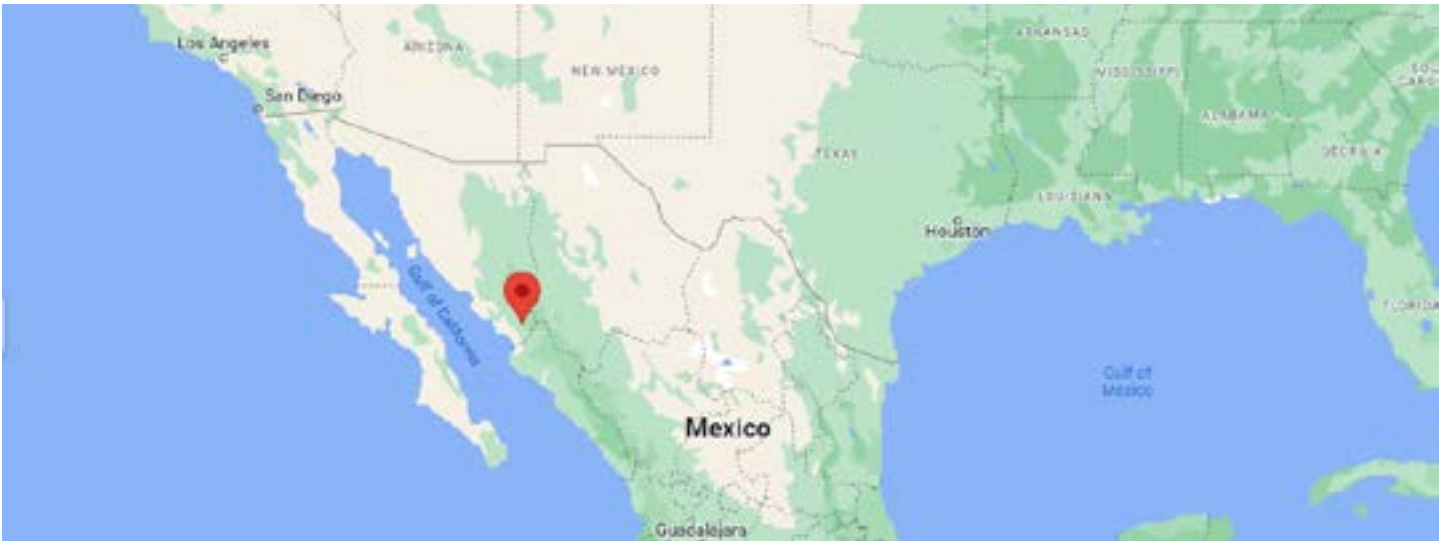 Los Angeles
ARIZONA
NEW MEXICO
San Diego
ARKANSAS
MISSISSIPPI
ALABAMA
GEORGIA
TEXAS
LOUISIANA
Houston
Gulf of California
FLORIDA
Gulf of
Mexico
Mexico
Guadalajara